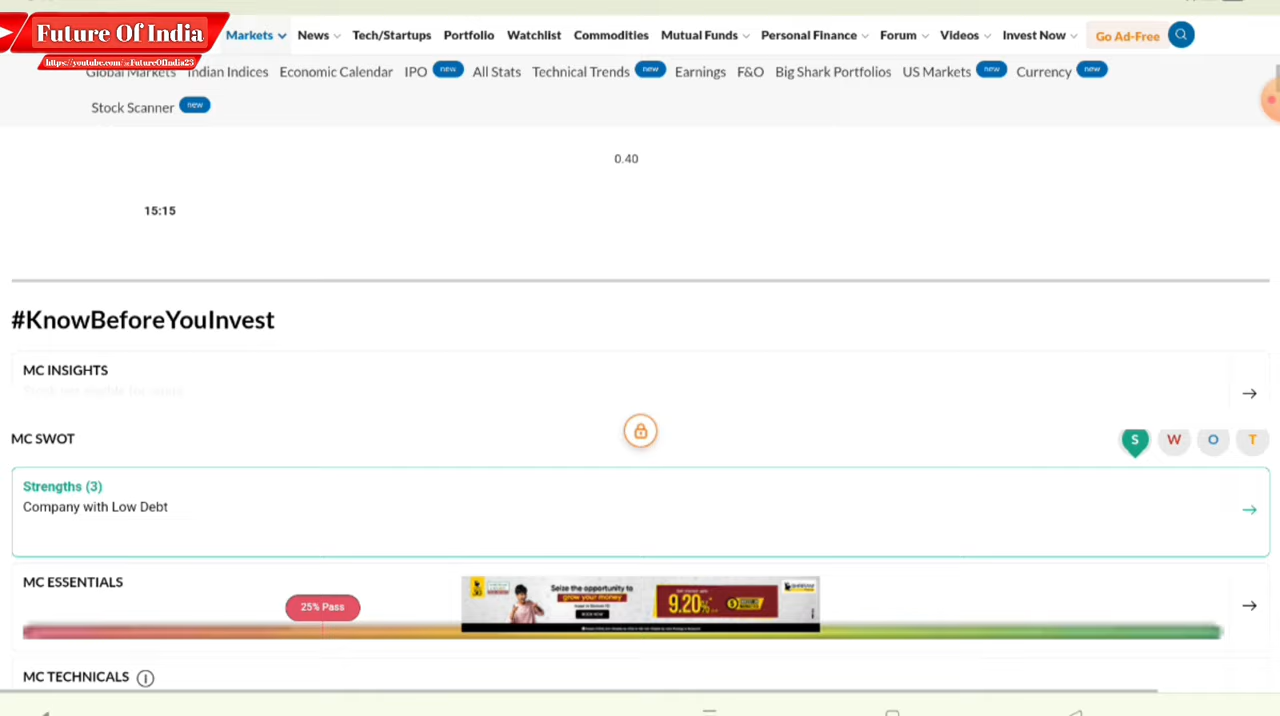 Future Of India
https://youtube.com/@FutureOfIndia23
Markets News Tech/Startups Portfolio Watchlist Commodities Mutual Funds Personal Finance Forum Videos Invest Now Go Ad-Free
Global Markets Indian Indices Economic Calendar IPO new All Stats Technical Trends new Earnings F&O Big Shark Portfolios US Markets new Currency new
Stock Scanner new
0.40
15:15
#KnowBeforeYouInvest
MC INSIGHTS
MC SWOT
S W O T
Strengths (3)
Company with Low Debt
MC ESSENTIALS
25% Pass
Seize the opportunity to
grow your money
9.20%
MC TECHNICALS